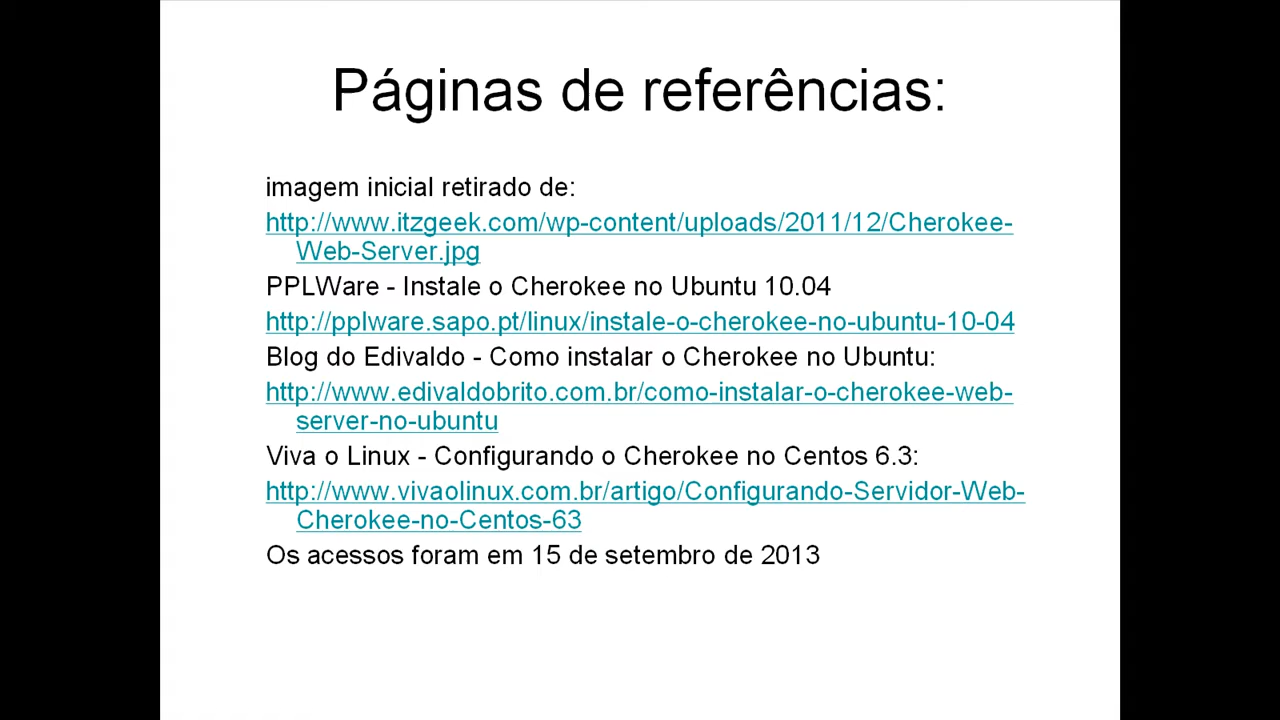 Páginas de referências:
imagem inicial retirado de:
http://www.itzgeek.com/wp-content/uploads/2011/12/Cherokee-
Web-Server.jpg
PPLWare - Instale o Cherokee no Ubuntu 10.04
http://pplware.sapo.pt/linux/instale-o-cherokee-no-ubuntu-10-04
Blog do Edivaldo - Como instalar o Cherokee no Ubuntu:
http://www.edivaldobrito.com.br/como-instalar-o-cherokee-web-
server-no-ubuntu
Viva o Linux - Configurando o Cherokee no Centos 6.3:
http://www.vivaolinux.com.br/artigo/Configurando-Servidor-Web-
Cherokee-no-Centos-63
Os acessos foram em 15 de setembro de 2013